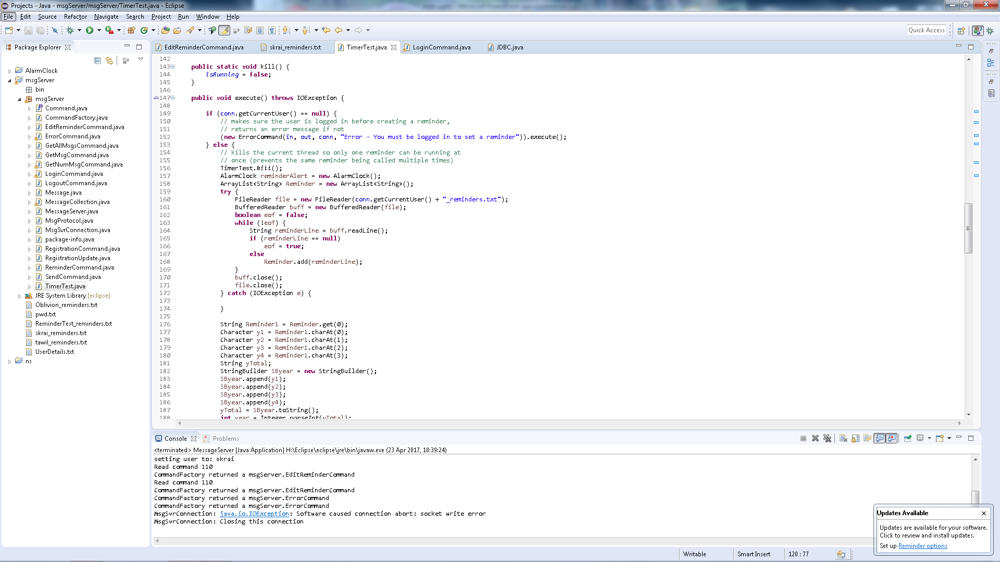 Projects - Java - msgServer/msgServer/TimerTest.java - Eclipse
File Edit Source Refactor Navigate Search Project Run Window Help
Quick Access
Package Explorer
EditReminderCommand.java skrai_reminders.txt TimerTest.java LoginCommand.java JDBC.java
AlarmClock
msgServer
bin
msgServer
Command.java
CommandFactory.java
EditReminderCommand.java
ErrorCommand.java
GetAllMsgsCommand.java
GetMsgCommand.java
GetNumMsgCommand.java
LoginCommand.java
LogoutCommand.java
Message.java
MessageCollection.java
MessageServer.java
MsgProtocol.java
MsgSvrConnection.java
package-info.java
RegistrationCommand.java
RegistrationUpdate.java
ReminderCommand.java
SendCommand.java
TimerTest.java
JRE System Library [eclipse]
Oblivion_reminders.txt
pwd.txt
ReminderTest_reminders.txt
skrai_reminders.txt
tawil_reminders.txt
UserDetails.txt
ns
142
143 public static void kill() {
144 isRunning = false;
145 }
146
147 public void execute() throws IOException {
148
149 if (conn.getCurrentUser() == null) {
150 // makes sure the user is logged in before creating a reminder,
151 // returns an error message if not
152 (new ErrorCommand(in, out, conn, "Error - You must be logged in to set a reminder")).execute();
153 } else {
154 // kills the current thread so only one reminder can be running at
155 // once (prevents the same reminder being called multiple times)
156 TimerTest.kill();
157 AlarmClock reminderAlert = new AlarmClock();
158 ArrayList<String> Reminder = new ArrayList<String>();
159 try {
160 FileReader file = new FileReader(conn.getCurrentUser() + "_reminders.txt");
161 BufferedReader buff = new BufferedReader(file);
162 boolean eof = false;
163 while (!eof) {
164 String reminderLine = buff.readLine();
165 if (reminderLine == null)
166 eof = true;
167 else
168 Reminder.add(reminderLine);
169 }
170 buff.close();
171 file.close();
172 } catch (IOException e) {
173
174 }
175
176 String Reminder1 = Reminder.get(0);
177 Character y1 = Reminder1.charAt(0);
178 Character y2 = Reminder1.charAt(1);
179 Character y3 = Reminder1.charAt(2);
180 Character y4 = Reminder1.charAt(3);
181 String yTotal;
182 StringBuilder SByear = new StringBuilder();
183 SByear.append(y1);
184 SByear.append(y2);
185 SByear.append(y3);
186 SByear.append(y4);
187 yTotal = SByear.toString();
188 int year = Integer.parseInt(yTotal);
Console Problems
<terminated> MessageServer [Java Application] H:\Eclipse\eclipse\jre\bin\javaw.exe (23 Apr 2017, 18:39:24)
setting user to: skrai
Read command 110
CommandFactory returned a msgServer.EditReminderCommand
Read command 110
CommandFactory returned a msgServer.EditReminderCommand
CommandFactory returned a msgServer.ErrorCommand
CommandFactory returned a msgServer.ErrorCommand
MsgSvrConnection: java.io.IOException: Software caused connection abort: socket write error
MsgSvrConnection: Closing this connection
Updates Available
Updates are available for your software.
Click to review and install updates.
Set up Reminder options
Writable Smart Insert 120 : 77